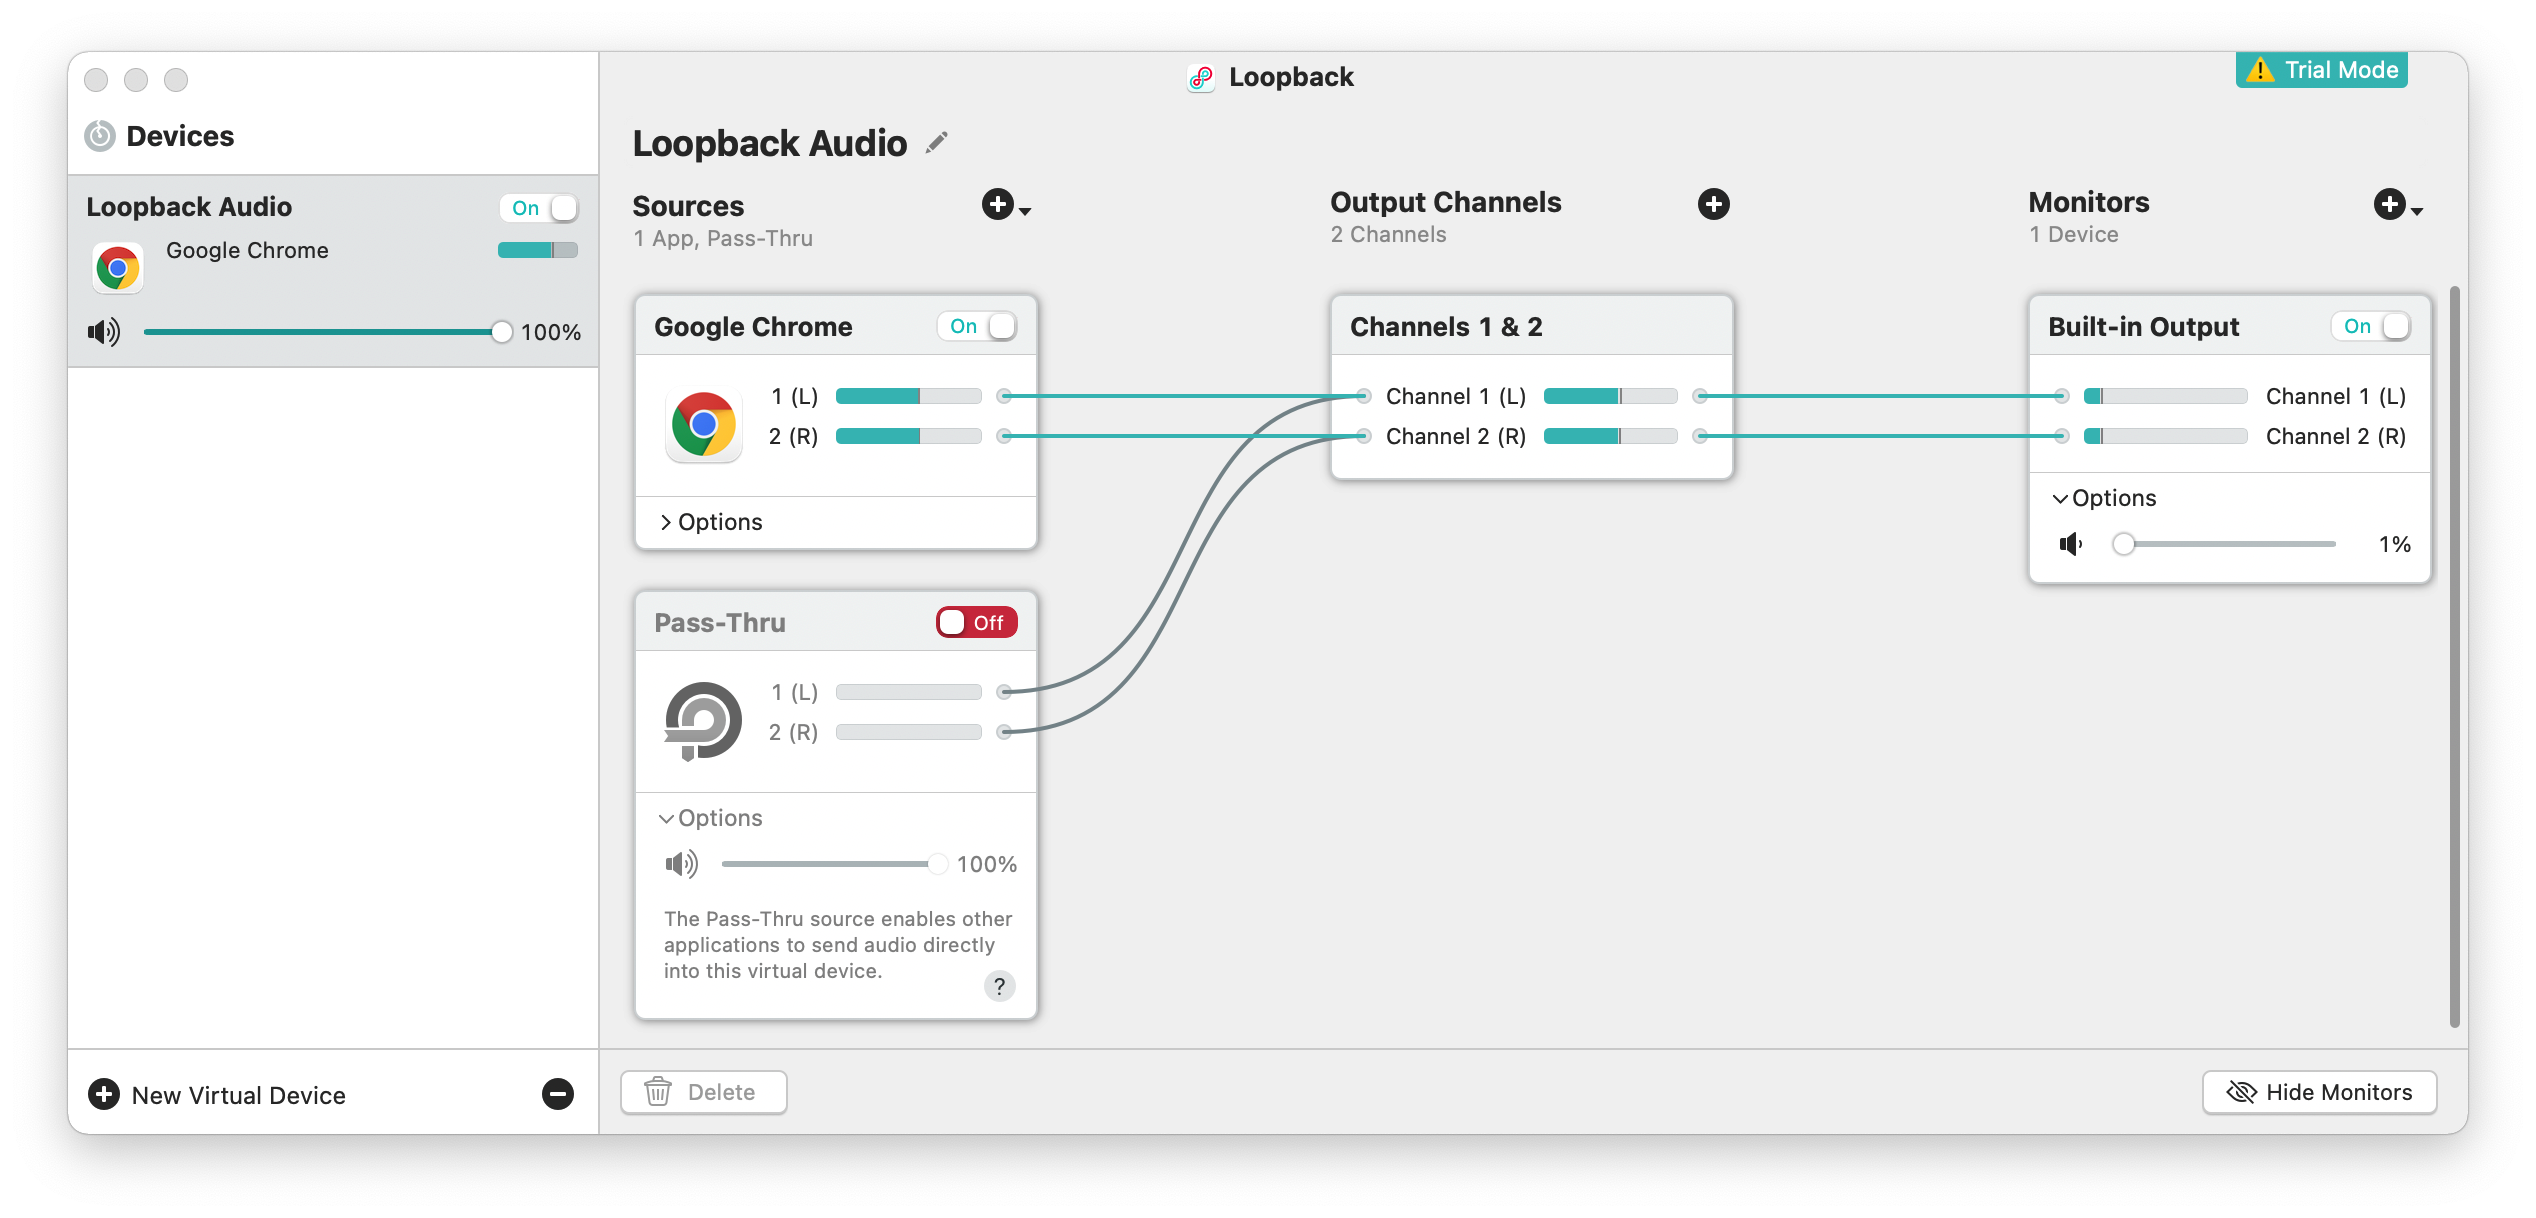 Loopback
Trial Mode
Devices
Loopback Audio
On
Google Chrome
100%
Loopback Audio
Sources
1 App, Pass-Thru
Output Channels
2 Channels
Monitors
1 Device
Google Chrome
On
1 (L)
2 (R)
Options
Channels 1 & 2
Channel 1 (L)
Channel 2 (R)
Built-in Output
On
Channel 1 (L)
Channel 2 (R)
Options
1%
Pass-Thru
Off
1 (L)
2 (R)
Options
100%
The Pass-Thru source enables other
applications to send audio directly
into this virtual device.
?
New Virtual Device
Delete
Hide Monitors